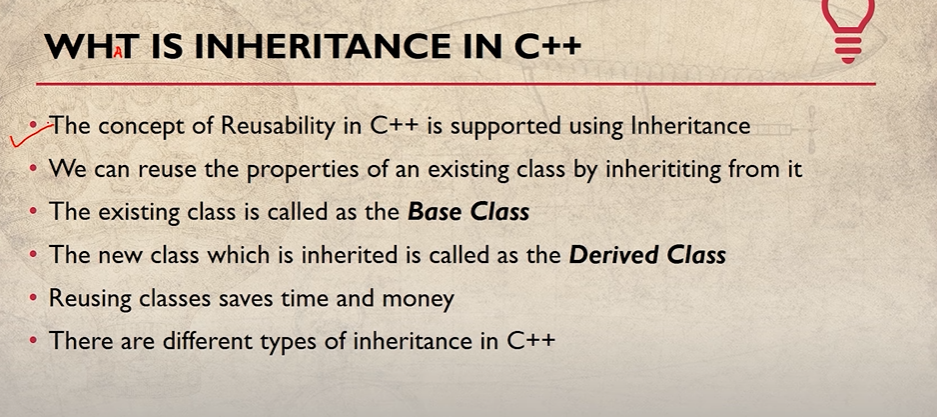 WHAT IS INHERITANCE IN C++
• The concept of Reusability in C++ is supported using Inheritance
• We can reuse the properties of an existing class by inherititing from it
• The existing class is called as the Base Class
• The new class which is inherited is called as the Derived Class
• Reusing classes saves time and money
• There are different types of inheritance in C++